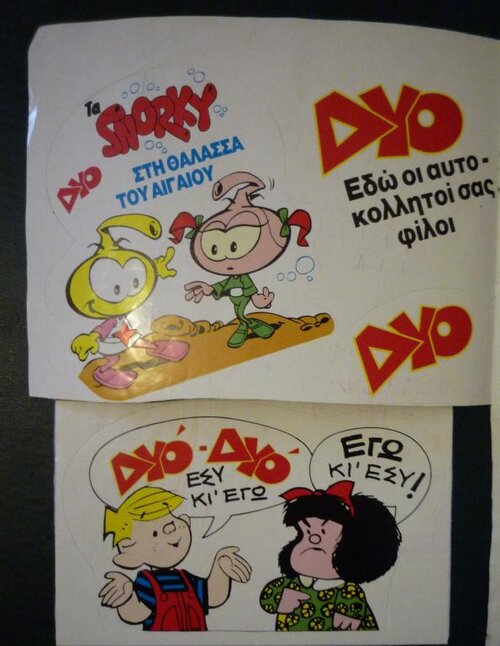 Τα
SNORKY
ΔΥΟ
ΣΤΗ ΘΑΛΑΣΣΑ
ΤΟΥ ΑΙΓΑΙΟΥ
ΔΥΟ
Εδώ οι αυτο-
κολλητοί σας
φίλοι
ΔΥΟ
ΔΥΟ - ΔΥΟ
ΕΣΥ
ΚΙ' ΕΓΩ
ΕΓΩ
ΚΙ' ΕΣΥ!